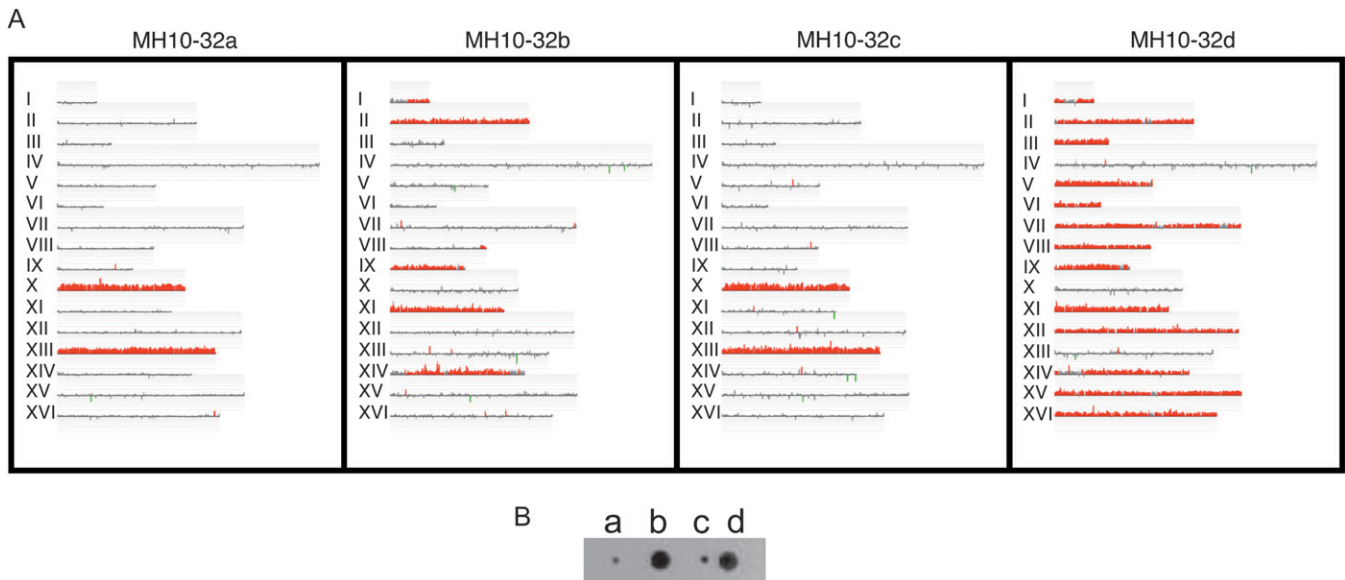 A
MH10-32a MH10-32b MH10-32c MH10-32d
I I I I
II II II II
III III III III
IV IV IV IV
V V V V
VI VI VI VI
VII VII VII VII
VIII VIII VIII VIII
IX IX IX IX
X X X X
XI XI XI XI
XII XII XII XII
XIII XIII XIII XIII
XIV XIV XIV XIV
XV XV XV XV
XVI XVI XVI XVI
B a b c d